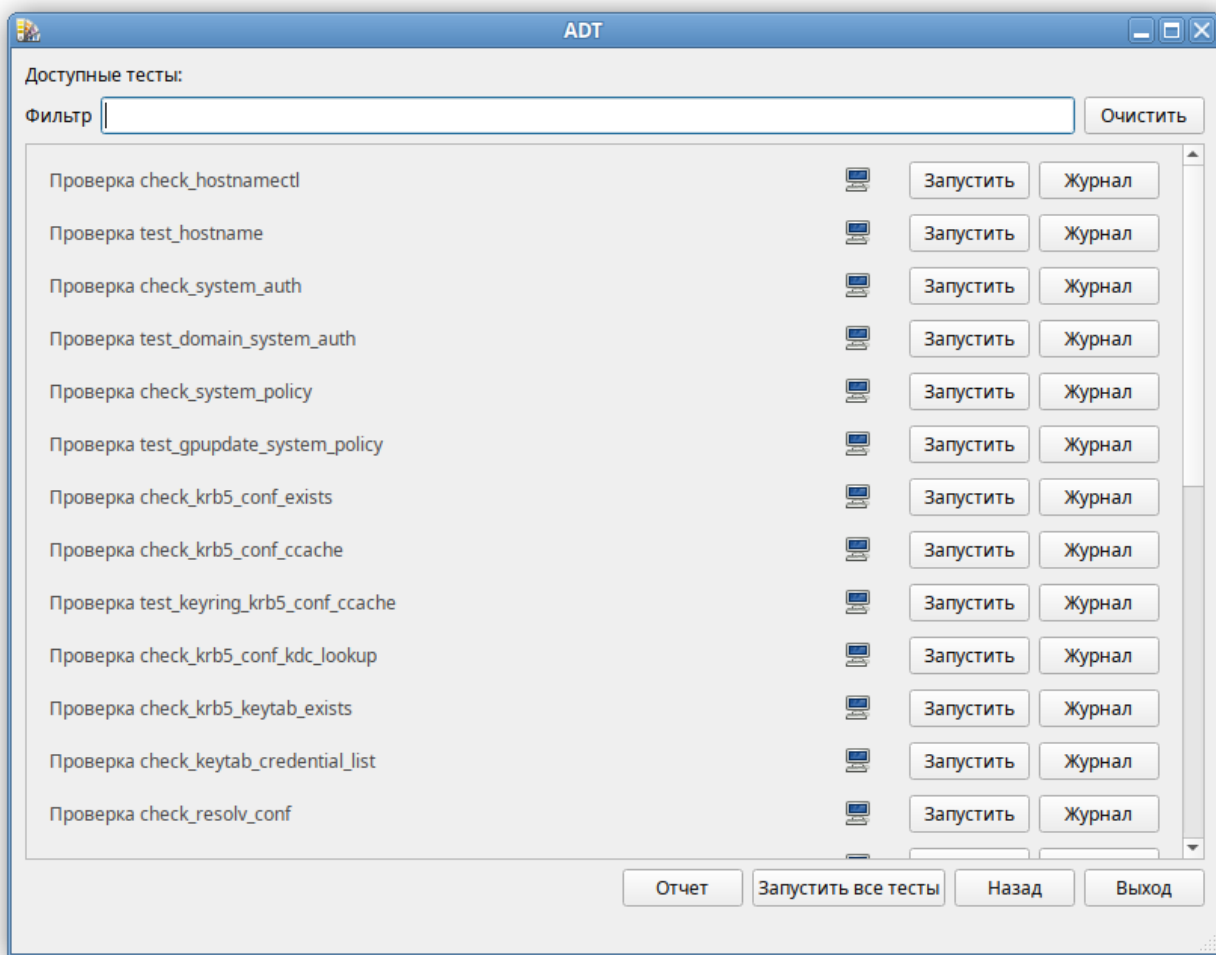 ADT
Доступные тесты:
Фильтр Очистить
Проверка check_hostnamectl Запустить Журнал
Проверка test_hostname Запустить Журнал
Проверка check_system_auth Запустить Журнал
Проверка test_domain_system_auth Запустить Журнал
Проверка check_system_policy Запустить Журнал
Проверка test_gpupdate_system_policy Запустить Журнал
Проверка check_krb5_conf_exists Запустить Журнал
Проверка check_krb5_conf_ccache Запустить Журнал
Проверка test_keyring_krb5_conf_ccache Запустить Журнал
Проверка check_krb5_conf_kdc_lookup Запустить Журнал
Проверка check_krb5_keytab_exists Запустить Журнал
Проверка check_keytab_credential_list Запустить Журнал
Проверка check_resolv_conf Запустить Журнал
Отчет Запустить все тесты Назад Выход